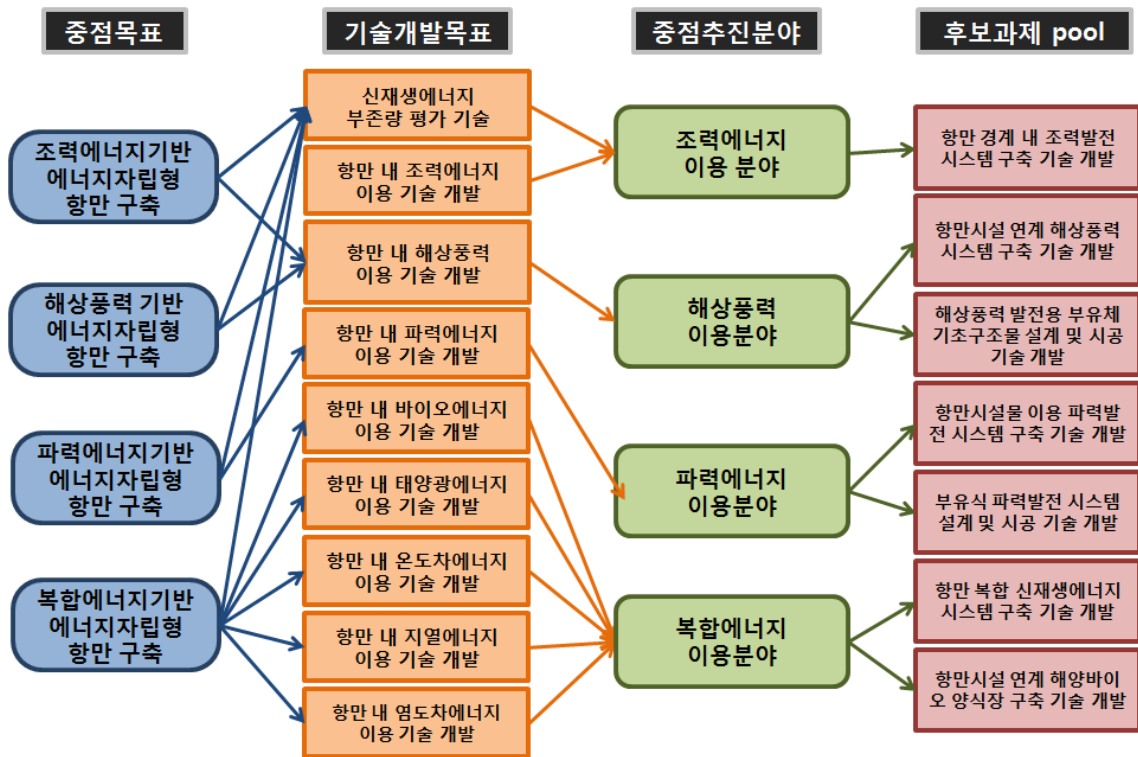 중점목표
기술개발목표
중점추진분야
후보과제 pool
조력에너지기반
에너지자립형
항만 구축
해상풍력 기반
에너지자립형
항만 구축
파력에너지기반
에너지자립형
항만 구축
복합에너지기반
에너지자립형
항만 구축
신재생에너지
부존량 평가 기술
항만 내 조력에너지
이용 기술 개발
항만 내 해상풍력
이용 기술 개발
항만 내 파력에너지
이용 기술 개발
항만 내 바이오에너지
이용 기술 개발
항만 내 태양광에너지
이용 기술 개발
항만 내 온도차에너지
이용 기술 개발
항만 내 지열에너지
이용 기술 개발
항만 내 염도차에너지
이용 기술 개발
조력에너지
이용 분야
해상풍력
이용분야
파력에너지
이용분야
복합에너지
이용분야
항만 경계 내 조력발전
시스템 구축 기술 개발
항만시설 연계 해상풍력
시스템 구축 기술 개발
해상풍력 발전용 부유체
기초구조물 설계 및 시공
기술 개발
항만시설물 이용 파력발
전 시스템 구축 기술 개발
부유식 파력발전 시스템
설계 및 시공 기술 개발
항만 복합 신재생에너지
시스템 구축 기술 개발
항만시설 연계 해양바이
오 양식장 구축 기술 개발